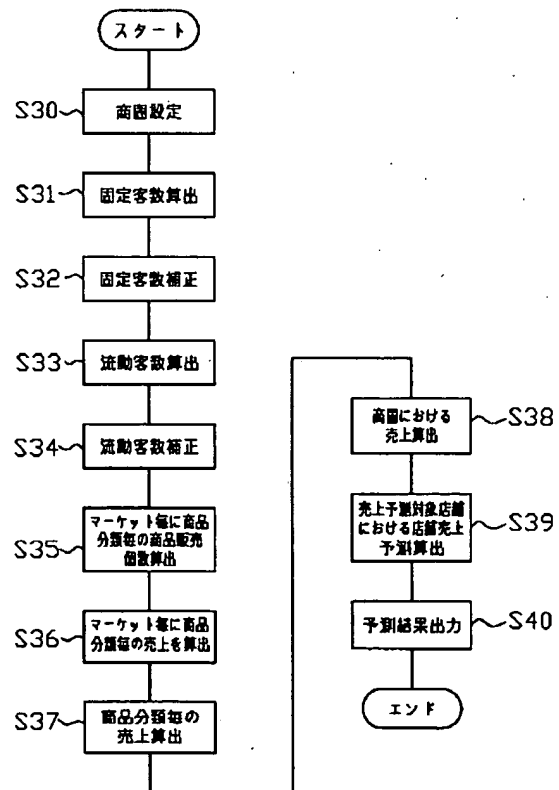 スタート
S30
商圏設定
S31
固定客数算出
S32
固定客数補正
S33
流動客数算出
S34
流動客数補正
S35
マーケット毎に商品
分類毎の商品販売
個数算出
S36
マーケット毎に商品
分類毎の売上を算出
S37
商品分類毎の
売上算出
S38
商圏における
売上算出
S39
売上予測対象店舗
における店舗売上
予測算出
S40
予測結果出力
エンド